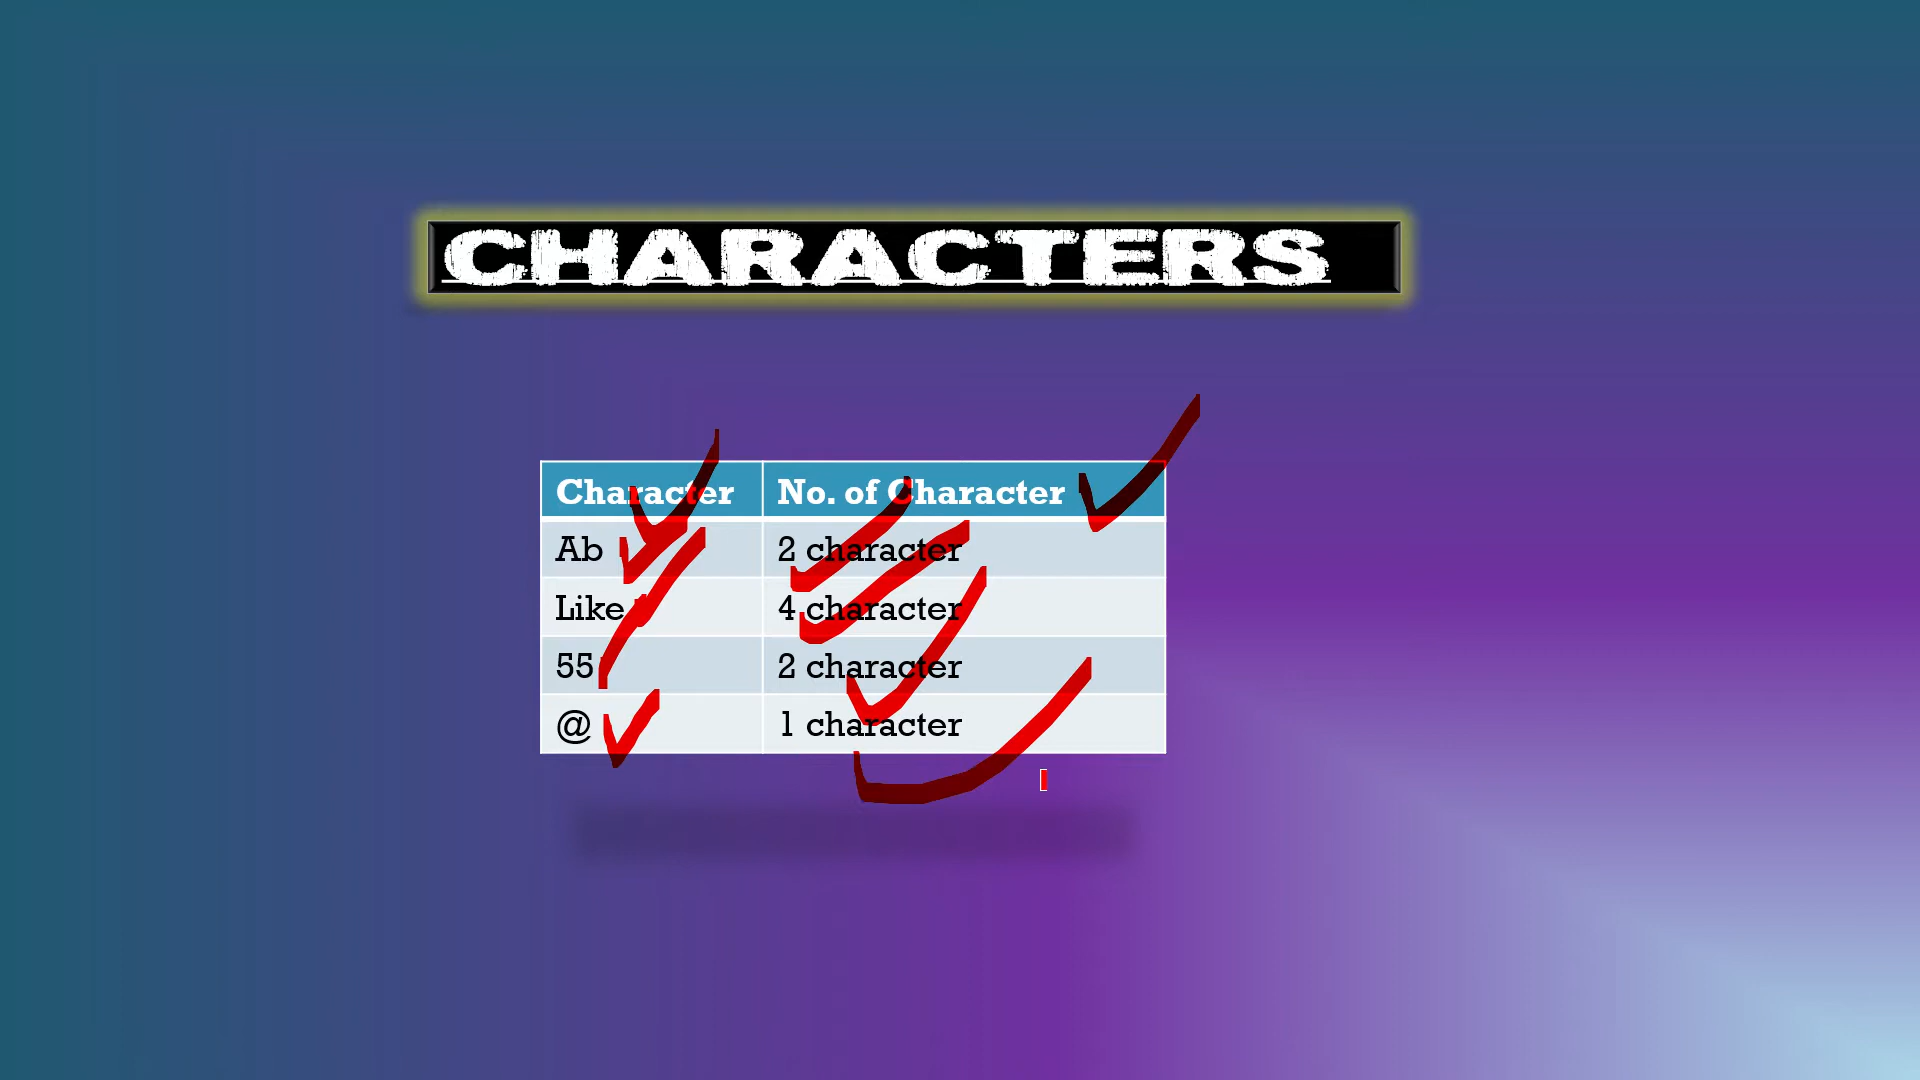 CHARACTERS
Character No. of Character
Ab 2 character
Like 4 character
55 2 character
@ 1 character